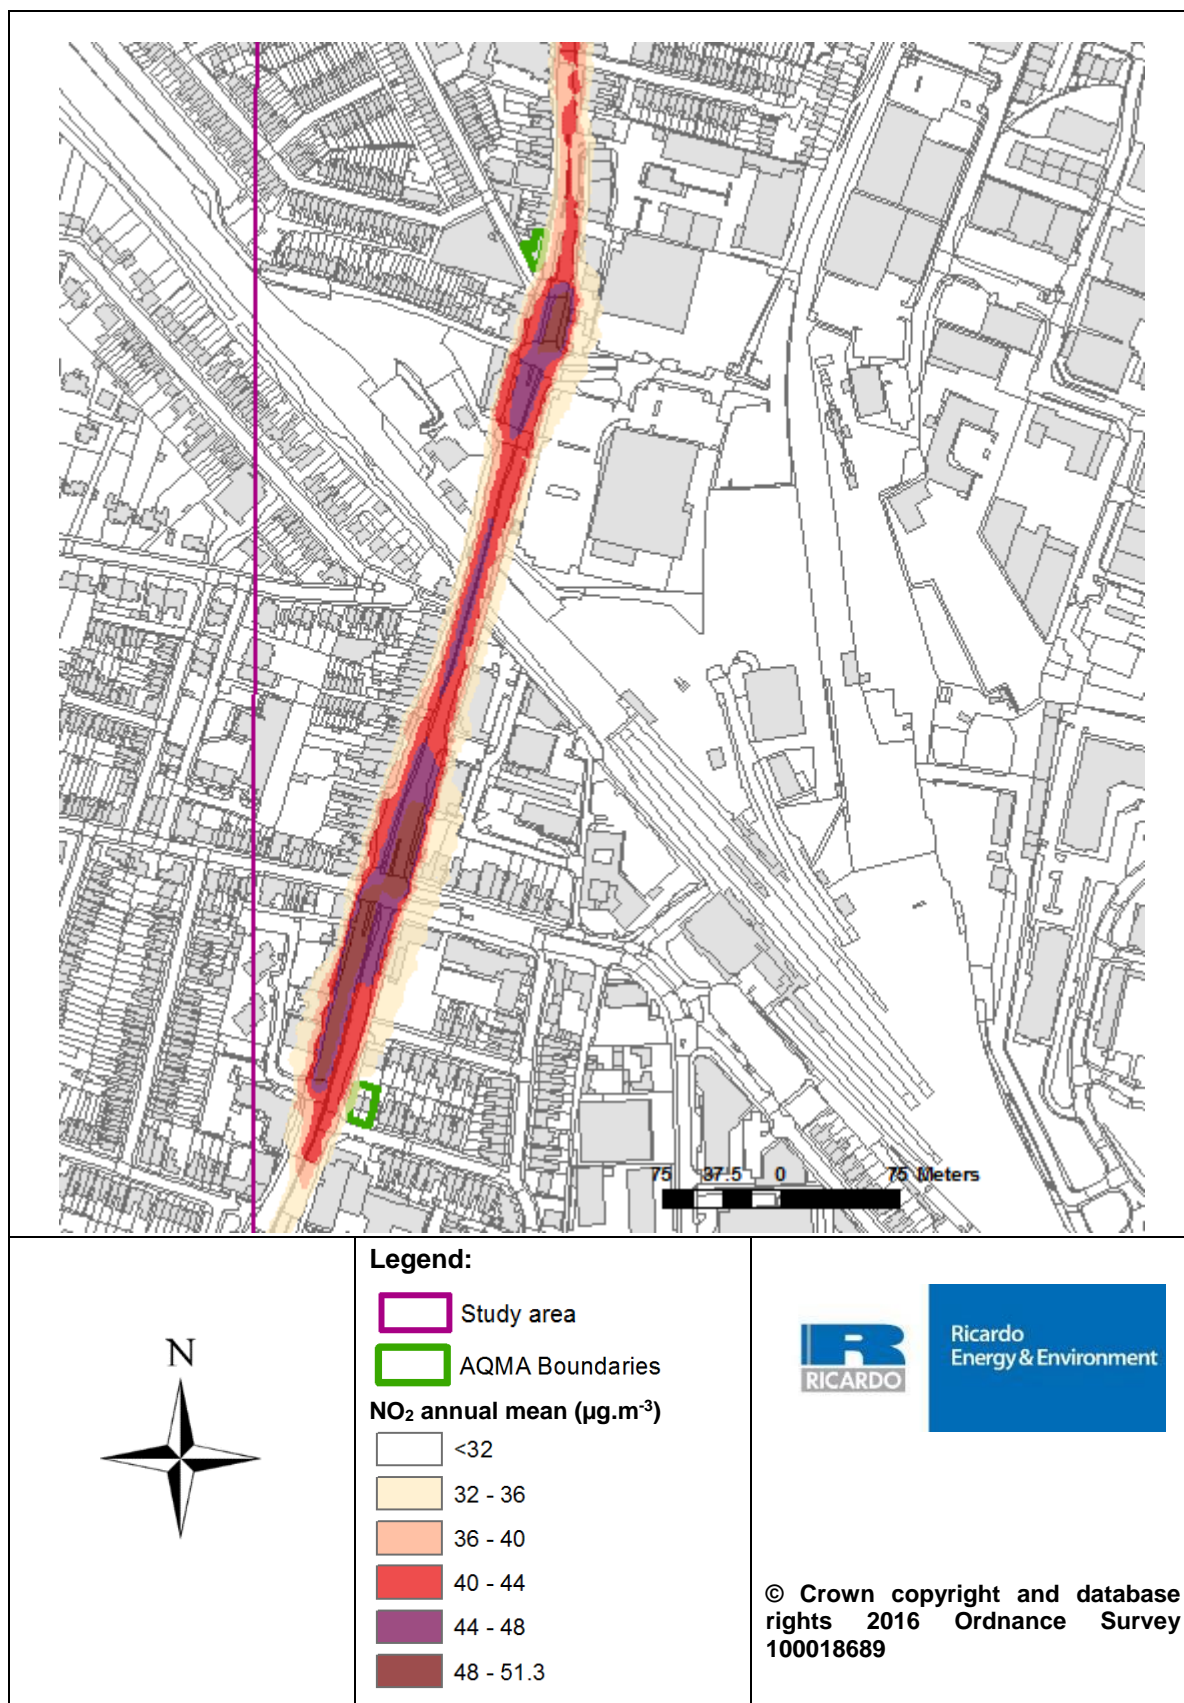 75 37.5 0 75 Meters
N
Legend:
Study area
AQMA Boundaries
NO₂ annual mean (µg.m⁻³)
<32
32 - 36
36 - 40
40 - 44
44 - 48
48 - 51.3
R
RICARDO
Ricardo
Energy & Environment
© Crown copyright and database
rights 2016 Ordnance Survey
100018689